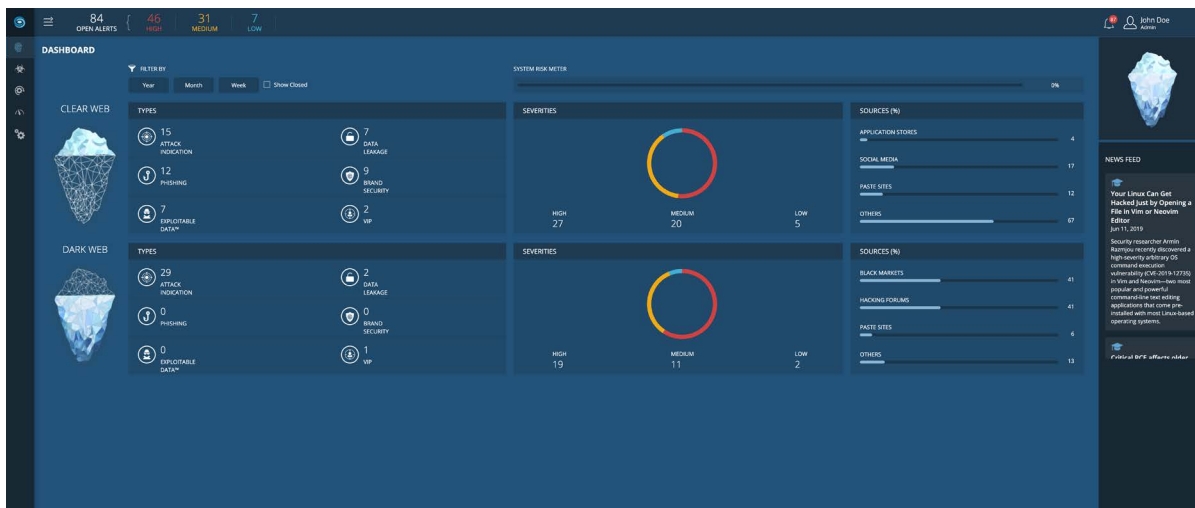 84
OPEN ALERTS
46
HIGH
31
MEDIUM
7
LOW
87
John Doe
Admin
DASHBOARD
FILTER BY
Year
Month
Week
Show Closed
SYSTEM RISK METER
0%
CLEAR WEB
TYPES
15
ATTACK
INDICATION
7
DATA
LEAKAGE
12
PHISHING
9
BRAND
SECURITY
7
EXPLOITABLE
DATA™
2
VIP
SEVERITIES
HIGH
27
MEDIUM
20
LOW
5
SOURCES (%)
APPLICATION STORES
4
SOCIAL MEDIA
17
PASTE SITES
12
OTHERS
67
DARK WEB
TYPES
29
ATTACK
INDICATION
2
DATA
LEAKAGE
0
PHISHING
0
BRAND
SECURITY
0
EXPLOITABLE
DATA™
1
VIP
SEVERITIES
HIGH
19
MEDIUM
11
LOW
2
SOURCES (%)
BLACK MARKETS
41
HACKING FORUMS
41
PASTE SITES
6
OTHERS
13
NEWS FEED
Your Linux Can Get
Hacked Just by Opening a
File In Vim or Neovim
Editor
Jun 11, 2019
Security researcher Armin
Razmjou recently discovered a
high-severity arbitrary OS
command execution
vulnerability (CVE-2019-12735)
in Vim and Neovim—two most
popular and powerful
command-line text editing
applications that come pre-
installed with most Linux-based
operating systems.
Critical RCE affects older